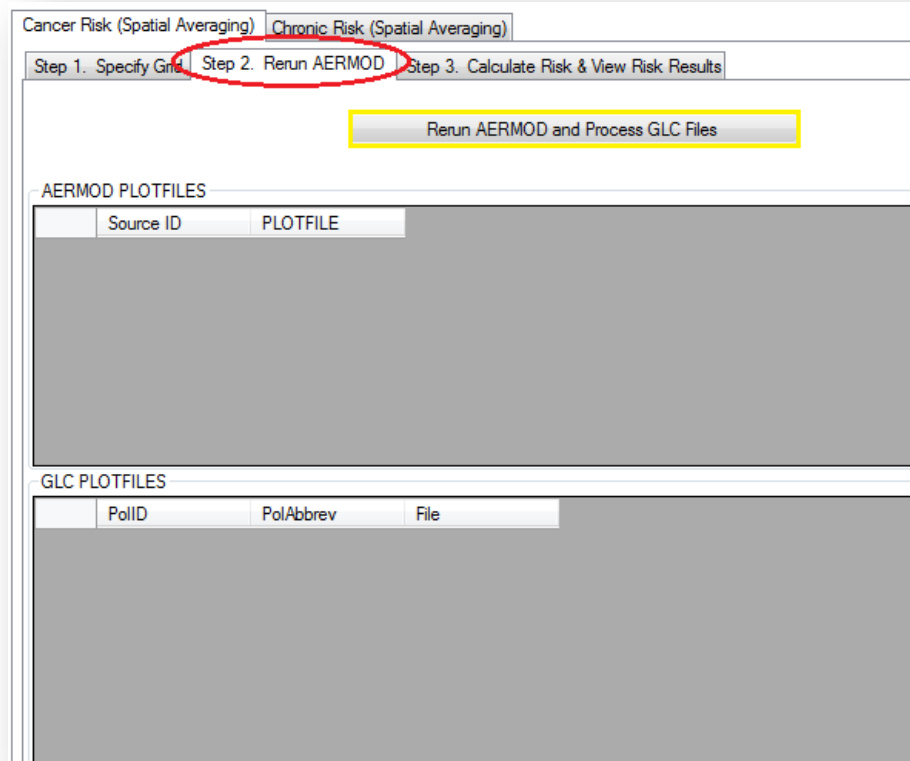 Cancer Risk (Spatial Averaging) Chronic Risk (Spatial Averaging)
Step 1. Specify Grid Step 2. Rerun AERMOD Step 3. Calculate Risk & View Risk Results
Rerun AERMOD and Process GLC Files
AERMOD PLOTFILES
Source ID PLOTFILE
GLC PLOTFILES
PolID PolAbbrev File